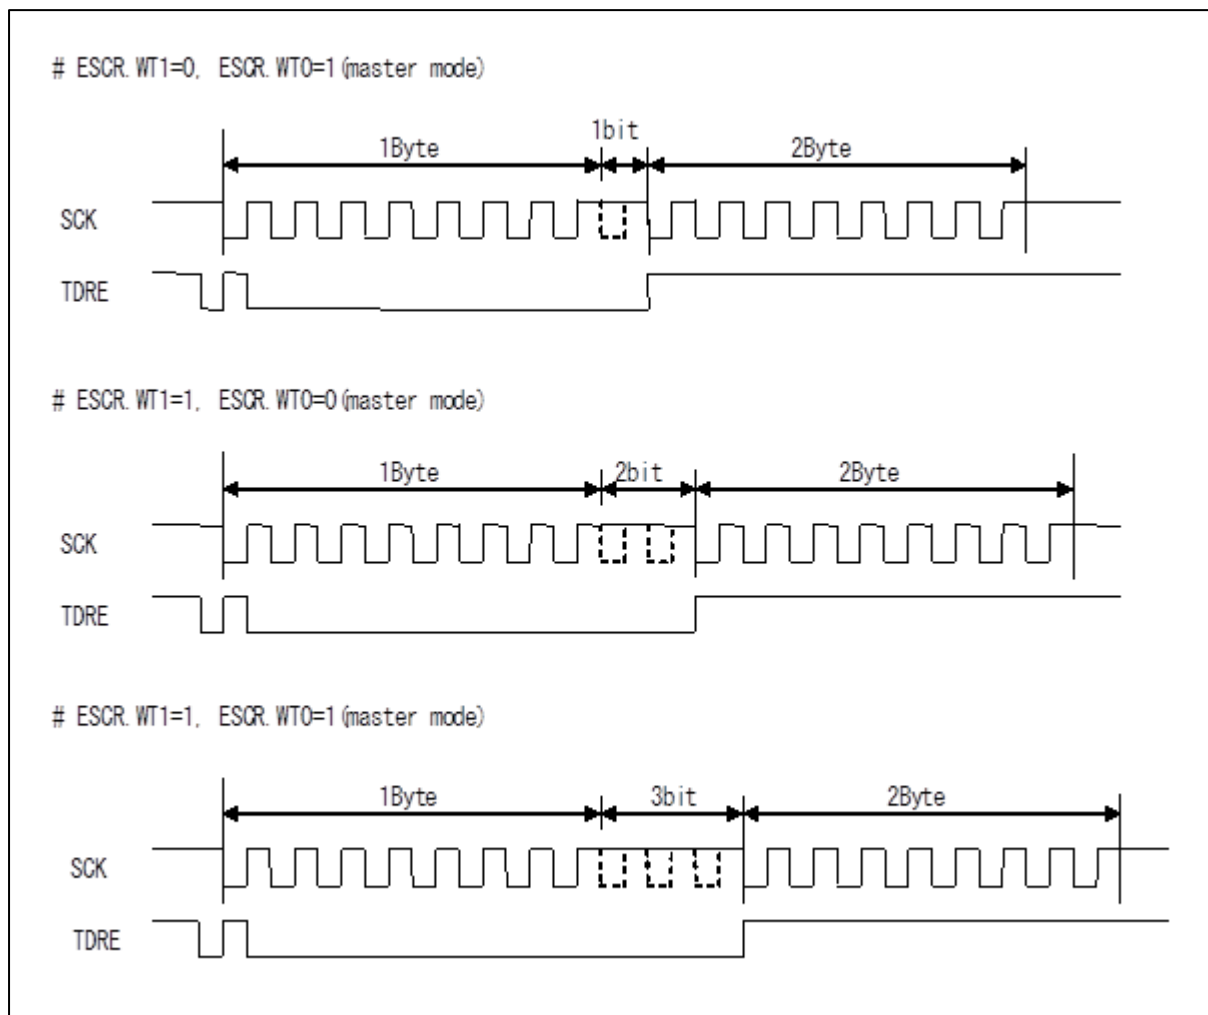 # ESCR.WT1=0, ESCR.WT0=1(master mode)
1Byte 1bit 2Byte
SCK
TDRE
# ESCR.WT1=1, ESCR.WT0=0(master mode)
1Byte 2bit 2Byte
SCK
TDRE
# ESCR.WT1=1, ESCR.WT0=1(master mode)
1Byte 3bit 2Byte
SCK
TDRE